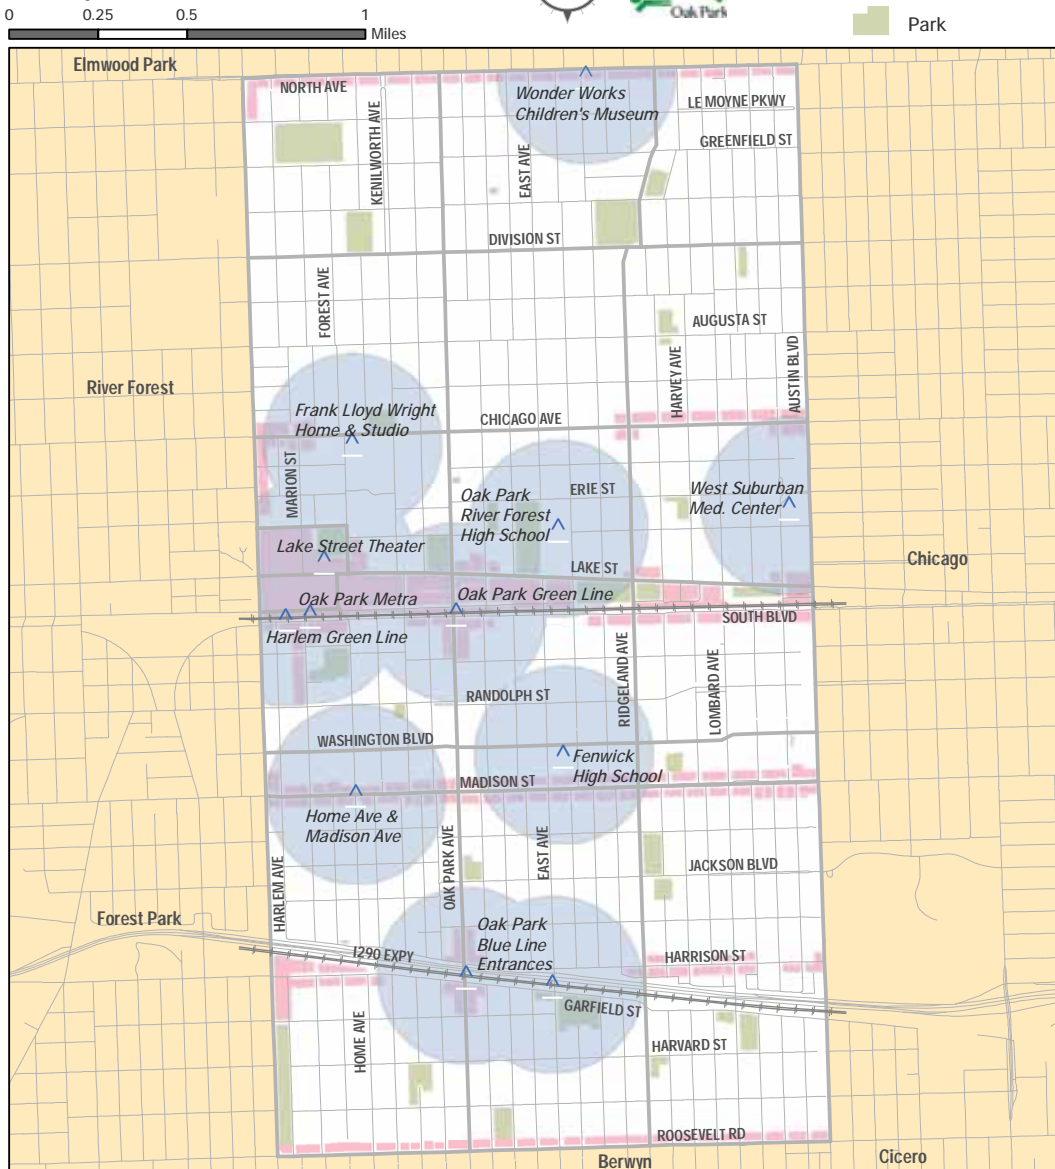 0 0.25 0.5 1
Miles
Oak Park
Park
Elmwood Park
NORTH AVE
KENILWORTH AVE
Wonder Works
Children's Museum
EAST AVE
LE MOYNE PKWY
GREENFIELD ST
DIVISION ST
FOREST AVE
AUGUSTA ST
HARVEY AVE
AUSTIN BLVD
River Forest
Frank Lloyd Wright
Home & Studio
CHICAGO AVE
MARION ST
Oak Park
River Forest
High School
ERIE ST
West Suburban
Med. Center
Lake Street Theater
LAKE ST
Chicago
Oak Park Metra
Oak Park Green Line
Harlem Green Line
SOUTH BLVD
RIDGELAND AVE
LOMBARD AVE
RANDOLPH ST
WASHINGTON BLVD
Fenwick
High School
MADISON ST
Home Ave &
Madison Ave
HARLEM AVE
OAK PARK AVE
EAST AVE
JACKSON BLVD
Forest Park
Oak Park
Blue Line
Entrances
I290 EXPY
HARRISON ST
GARFIELD ST
HOME AVE
HARVARD ST
ROOSEVELT RD
Berwyn
Cicero